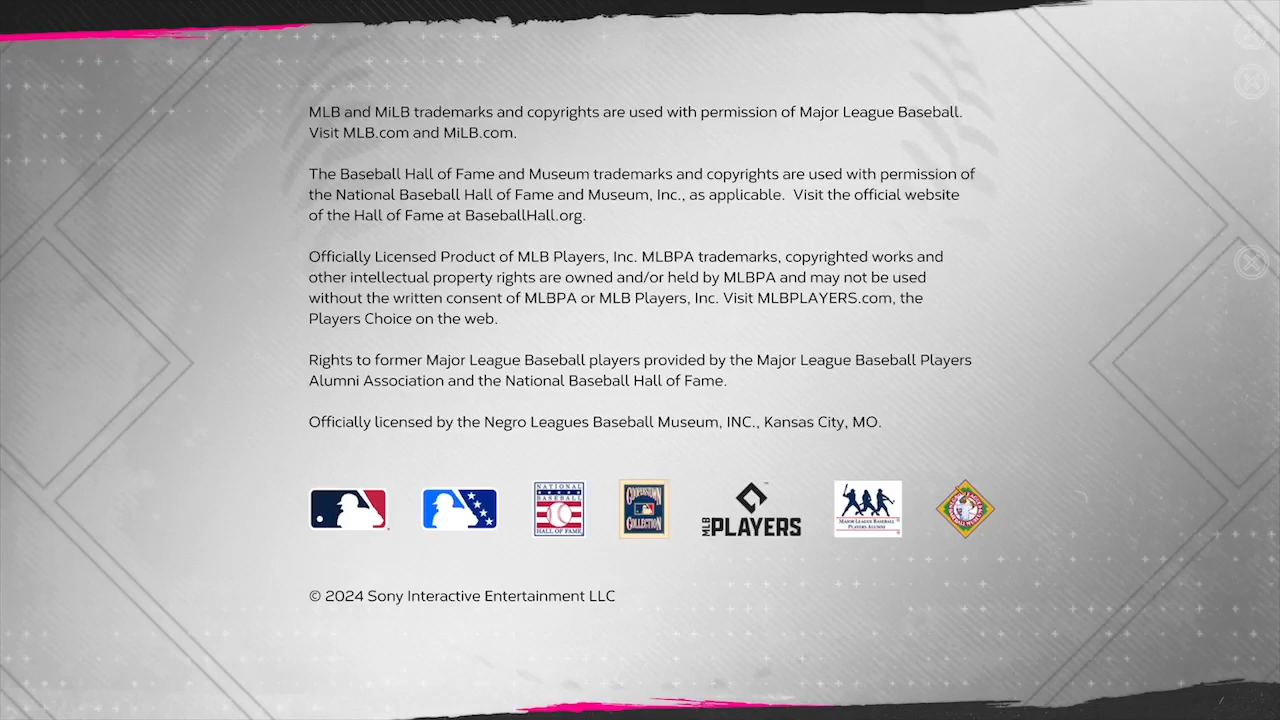 MLB and MiLB trademarks and copyrights are used with permission of Major League Baseball.
Visit MLB.com and MiLB.com.
The Baseball Hall of Fame and Museum trademarks and copyrights are used with permission of
the National Baseball Hall of Fame and Museum, Inc., as applicable.  Visit the official website
of the Hall of Fame at BaseballHall.org.
Officially Licensed Product of MLB Players, Inc. MLBPA trademarks, copyrighted works and
other intellectual property rights are owned and/or held by MLBPA and may not be used
without the written consent of MLBPA or MLB Players, Inc. Visit MLBPLAYERS.com, the
Players Choice on the web.
Rights to former Major League Baseball players provided by the Major League Baseball Players
Alumni Association and the National Baseball Hall of Fame.
Officially licensed by the Negro Leagues Baseball Museum, INC., Kansas City, MO.
NATIONAL
BASEBALL
HALL OF FAME
COOPERSTOWN
COLLECTION
MLB PLAYERS
MAJOR LEAGUE BASEBALL
PLAYERS ALUMNI
© 2024 Sony Interactive Entertainment LLC